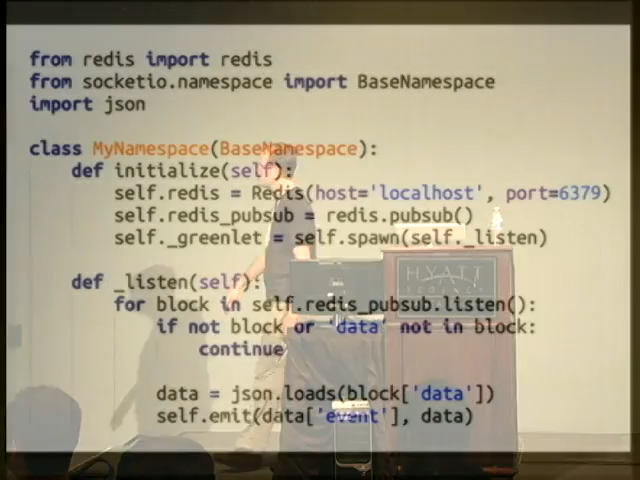 from redis import redis
from socketio.namespace import BaseNamespace
import json
class MyNamespace(BaseNamespace):
def initialize(self):
self.redis = Redis(host='localhost', port=6379)
self.redis_pubsub = redis.pubsub()
self._greenlet = self.spawn(self._listen)
def _listen(self):
for block in self.redis_pubsub.listen():
if not block or 'data' not in block:
continue
data = json.loads(block['data'])
self.emit(data['event'], data)
HYATT
REGENCY